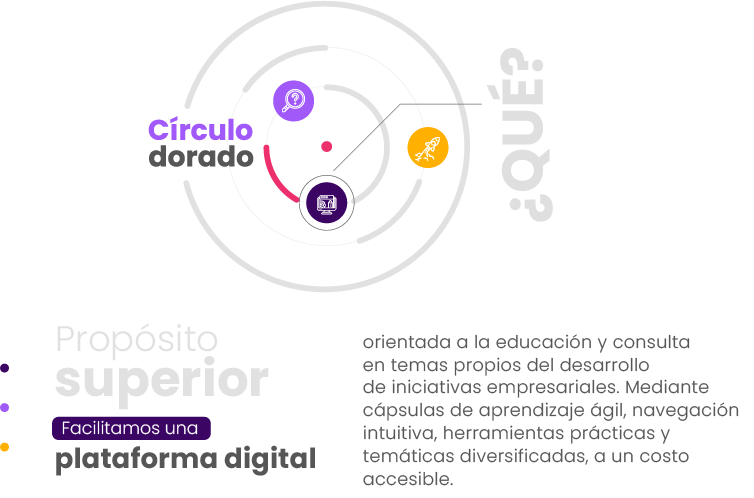 Círculo
dorado
¿QUÉ?
Propósito
superior
Facilitamos una
plataforma digital
orientada a la educación y consulta
en temas propios del desarrollo
de iniciativas empresariales. Mediante
cápsulas de aprendizaje ágil, navegación
intuitiva, herramientas prácticas y
temáticas diversificadas, a un costo
accesible.